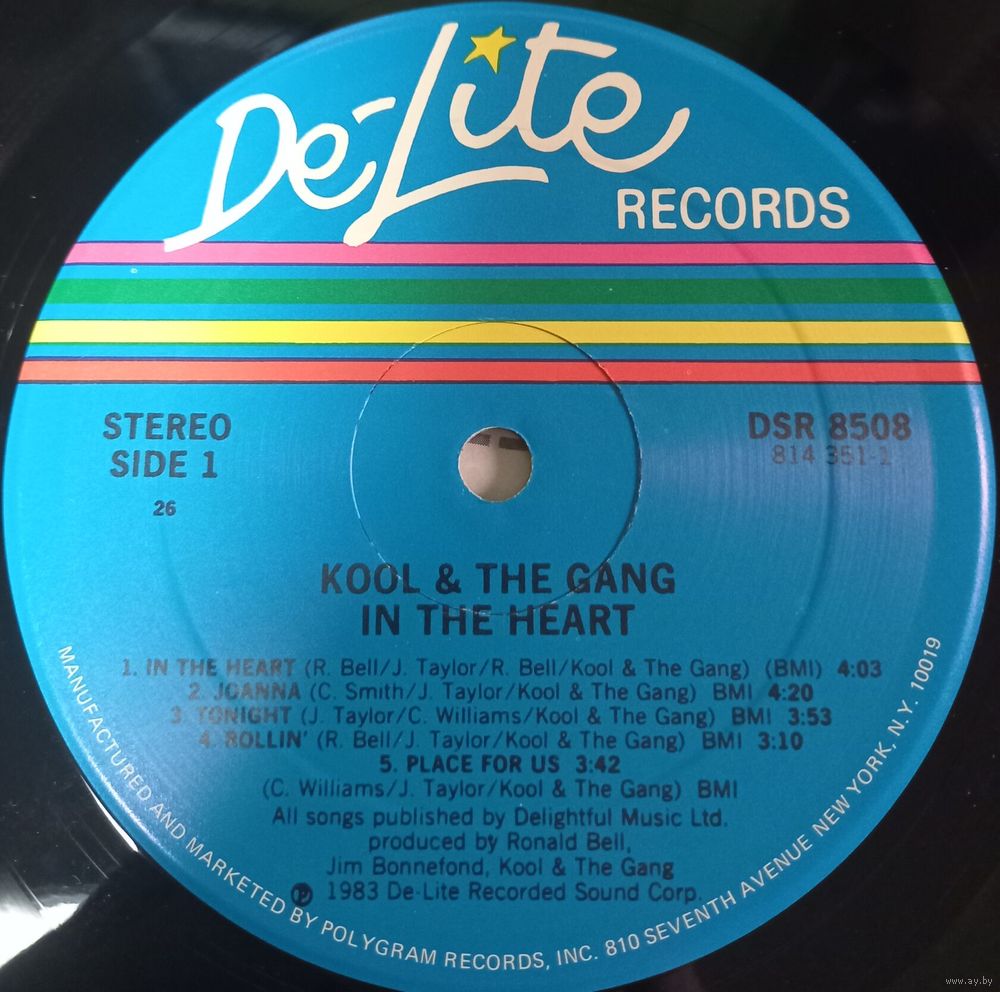 De-Lite
RECORDS
STEREO
SIDE 1
26
DSR 8508
814 351-1
KOOL & THE GANG
IN THE HEART
1. IN THE HEART (R. Bell/J. Taylor/R. Bell/Kool & The Gang) (BMI) 4:03
2. JOANNA (C. Smith/J. Taylor/Kool & The Gang) BMI 4:20
3. TONIGHT (J. Taylor/C. Williams/Kool & The Gang) BMI 3:53
4. ROLLIN' (R. Bell/J. Taylor/Kool & The Gang) BMI 3:10
5. PLACE FOR US 3:42
(C. Williams/J. Taylor/Kool & The Gang) BMI
All songs published by Delightful Music Ltd.
produced by Ronald Bell,
Jim Bonnefond, Kool & The Gang
℗ 1983 De-Lite Recorded Sound Corp.
MANUFACTURED AND MARKETED BY POLYGRAM RECORDS, INC. 810 SEVENTH AVENUE NEW YORK, N.Y. 10019
www.ay.by